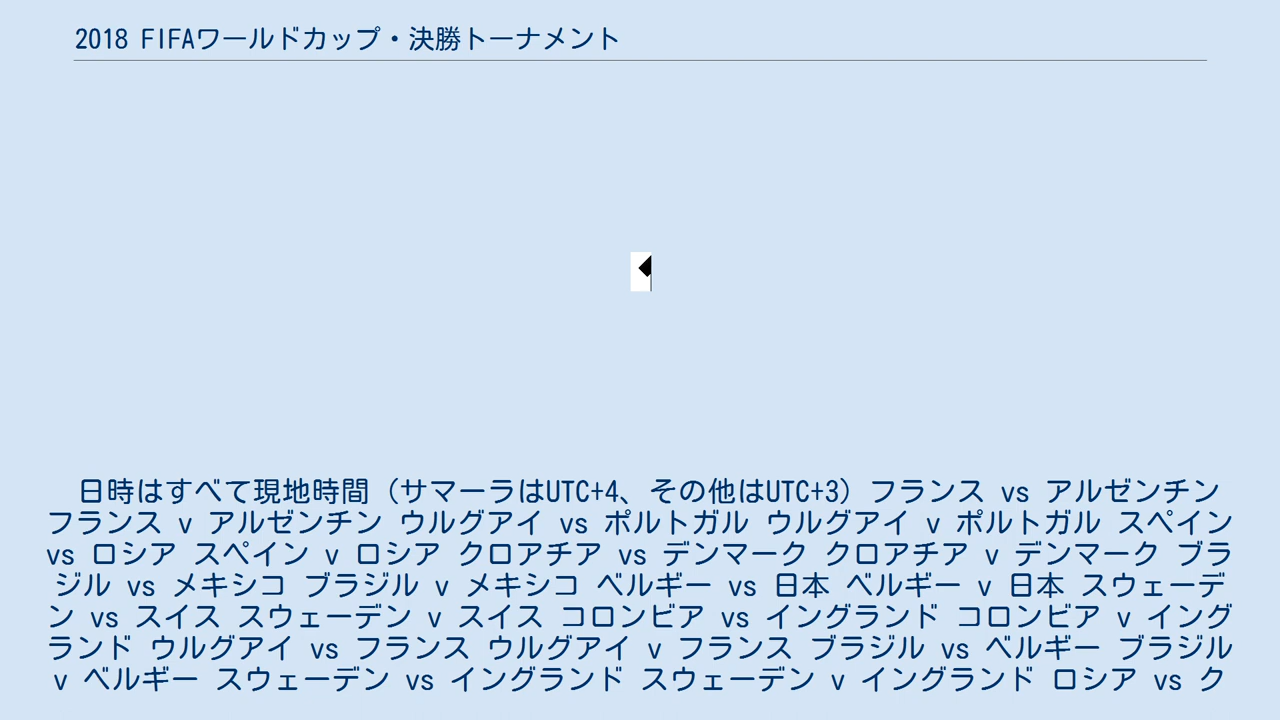 2018 FIFAワールドカップ・決勝トーナメント
日時はすべて現地時間（サマーラはUTC+4、その他はUTC+3）フランス vs アルゼンチン
フランス v アルゼンチン ウルグアイ vs ポルトガル ウルグアイ v ポルトガル スペイン
vs ロシア スペイン v ロシア クロアチア vs デンマーク クロアチア v デンマーク ブラ
ジル vs メキシコ ブラジル v メキシコ ベルギー vs 日本 ベルギー v 日本 スウェーデ
ン vs スイス スウェーデン v スイス コロンビア vs イングランド コロンビア v イング
ランド ウルグアイ vs フランス ウルグアイ v フランス ブラジル vs ベルギー ブラジル
v ベルギー スウェーデン vs イングランド スウェーデン v イングランド ロシア vs ク